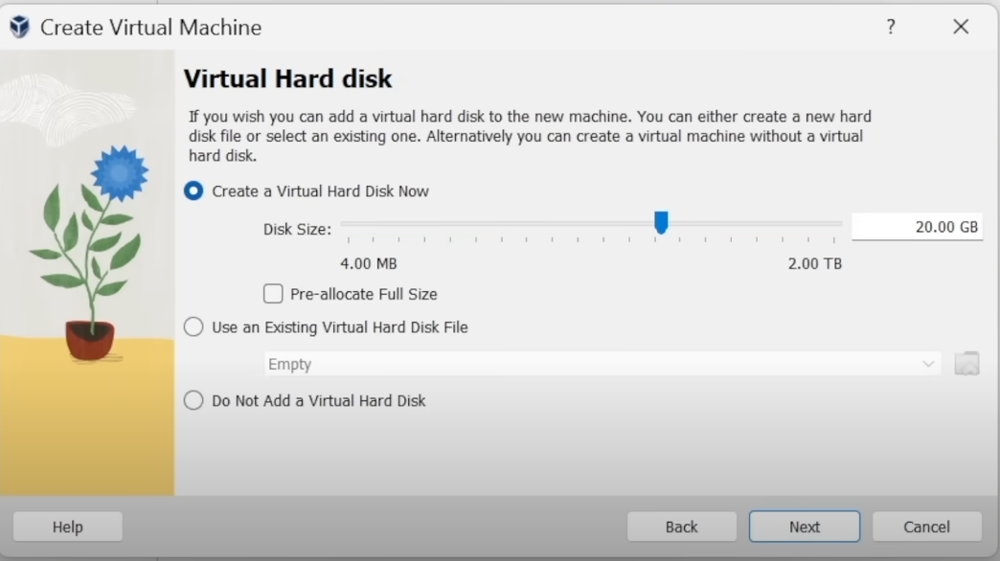 Create Virtual Machine
?
Virtual Hard disk
If you wish you can add a virtual hard disk to the new machine. You can either create a new hard
disk file or select an existing one. Alternatively you can create a virtual machine without a virtual
hard disk.
Create a Virtual Hard Disk Now
Disk Size:
20.00 GB
4.00 MB
2.00 TB
Pre-allocate Full Size
Use an Existing Virtual Hard Disk File
Empty
Do Not Add a Virtual Hard Disk
Help
Back
Next
Cancel